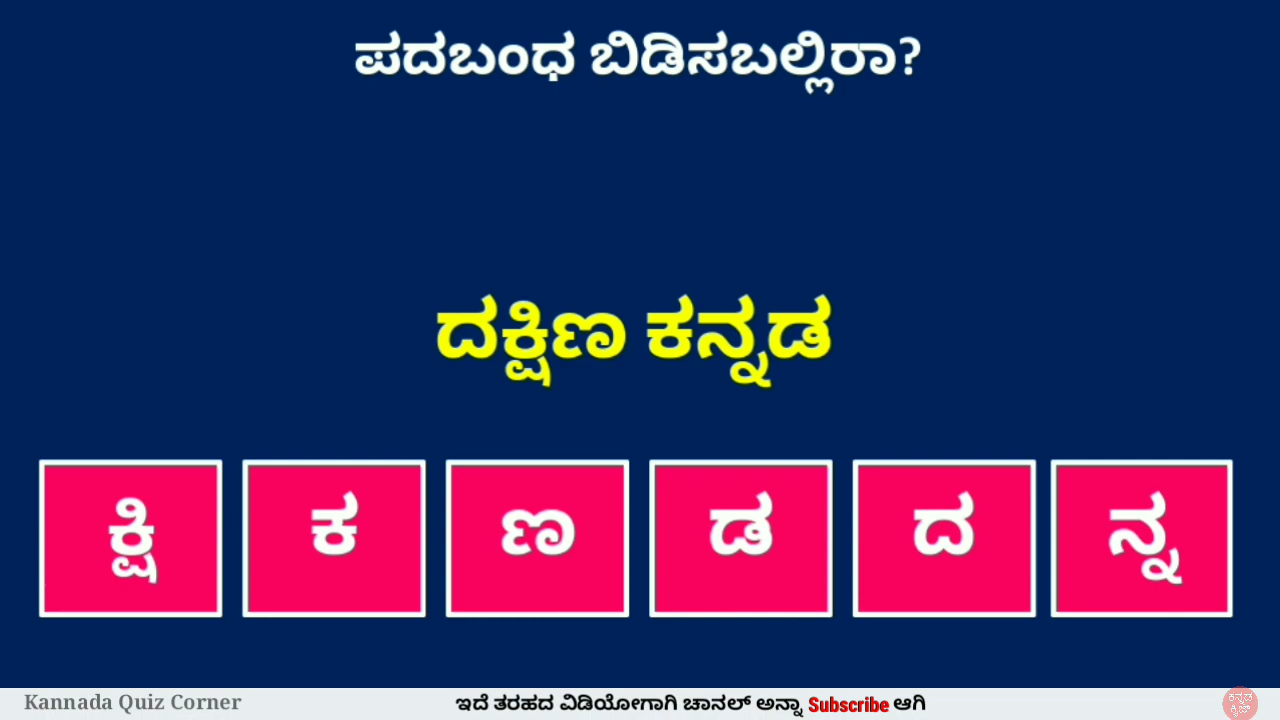 ಪದಬಂಧ ಬಿಡಿಸಬಲ್ಲಿರಾ?
ದಕ್ಷಿಣ ಕನ್ನಡ
ಕ್ಷಿ ಕ ಣ ಡ ದ ನ್ನ
Kannada Quiz Corner ಇದೆ ತರಹದ ವಿಡಿಯೋಗಾಗಿ ಚಾನಲ್ ಅನ್ನಾ Subscribe ಆಗಿ